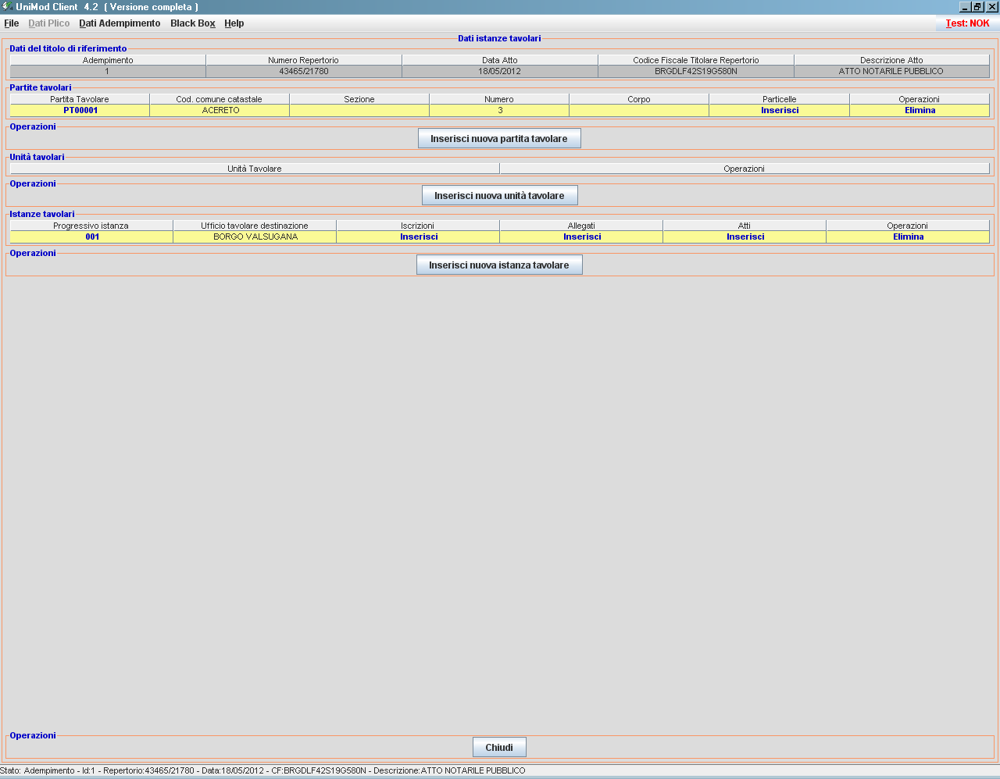 UniMod Client 4.2 ( Versione completa )
File Dati Plico Dati Adempimento Black Box Help Test: NOK
Dati istanze tavolari
Dati del titolo di riferimento
Adempimento Numero Repertorio Data Atto Codice Fiscale Titolare Repertorio Descrizione Atto
1 43465/21780 18/05/2012 BRGDLF42S19G580N ATTO NOTARILE PUBBLICO
Partite tavolari
Partita Tavolare Cod. comune catastale Sezione Numero Corpo Particelle Operazioni
PT00001 ACERETO 3 Inserisci Elimina
Operazioni
Inserisci nuova partita tavolare
Unità tavolari
Unità Tavolare Operazioni
Operazioni
Inserisci nuova unità tavolare
Istanze tavolari
Progressivo istanza Ufficio tavolare destinazione Iscrizioni Allegati Atti Operazioni
001 BORGO VALSUGANA Inserisci Inserisci Inserisci Elimina
Operazioni
Inserisci nuova istanza tavolare
Operazioni
Chiudi
Stato: Adempimento - Id:1 - Repertorio:43465/21780 - Data:18/05/2012 - CF:BRGDLF42S19G580N - Descrizione:ATTO NOTARILE PUBBLICO